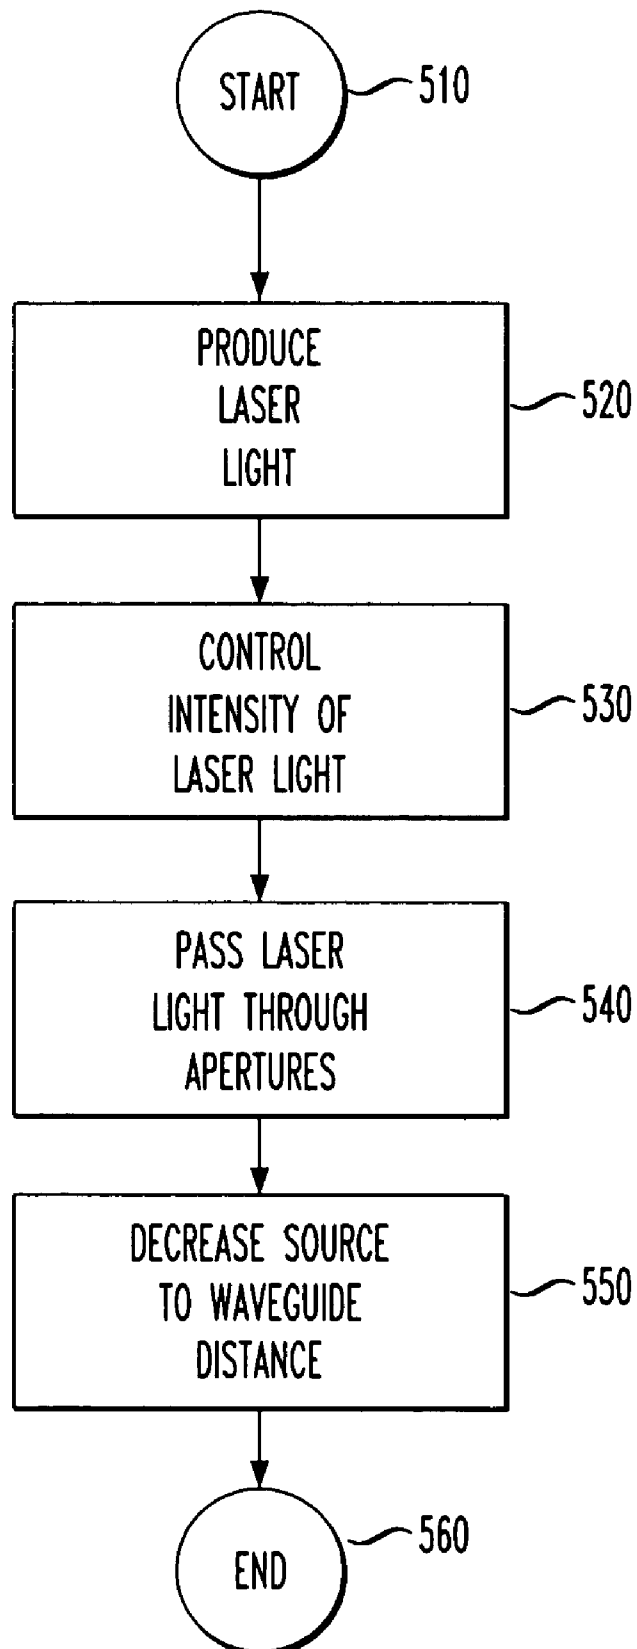 START
510
PRODUCE
LASER
LIGHT
520
CONTROL
INTENSITY OF
LASER LIGHT
530
PASS LASER
LIGHT THROUGH
APERTURES
540
DECREASE SOURCE
TO WAVEGUIDE
DISTANCE
550
END
560